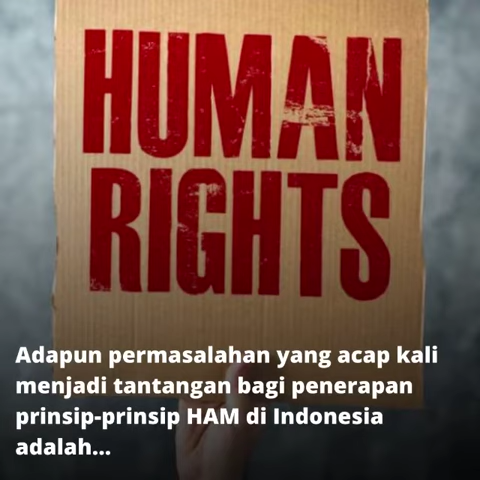 HUMAN
RIGHTS
Adapun permasalahan yang acap kali
menjadi tantangan bagi penerapan
prinsip-prinsip HAM di Indonesia
adalah...